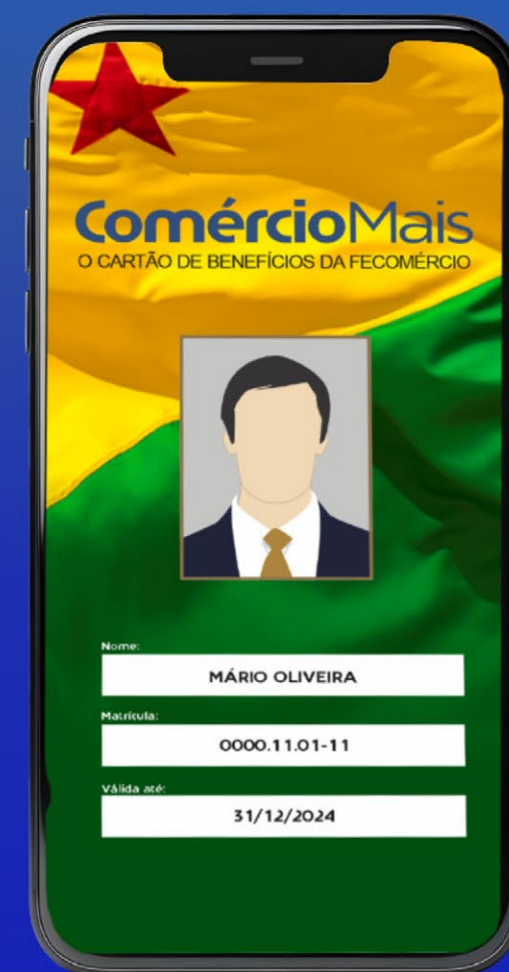 ComércioMais
O CARTÃO DE BENEFÍCIOS DA FECOMÉRCIO
Nome:
MÁRIO OLIVEIRA
Matrícula:
0000.11.01-11
Válida até:
31/12/2024